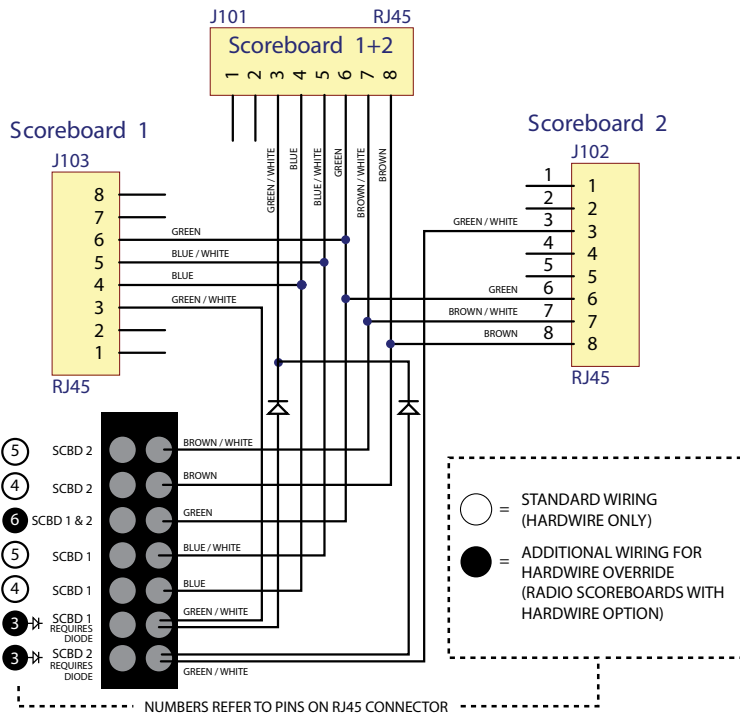 J101
RJ45
Scoreboard 1+2
1 2 3 4 5 6 7 8
GREEN / WHITE
BLUE
BLUE / WHITE
GREEN
BROWN / WHITE
BROWN
Scoreboard 1
J103
8
7
6
5
4
3
2
1
RJ45
GREEN
BLUE / WHITE
BLUE
GREEN / WHITE
Scoreboard 2
J102
1 1
2 2
3 3
4 4
5 5
6 6
7 7
8 8
RJ45
GREEN / WHITE
GREEN
BROWN / WHITE
BROWN
5 SCBD 2 BROWN / WHITE
4 SCBD 2 BROWN
6 SCBD 1 & 2 GREEN
5 SCBD 1 BLUE / WHITE
4 SCBD 1 BLUE
3 SCBD 1 GREEN / WHITE
REQUIRES
DIODE
3 SCBD 2
REQUIRES
DIODE
GREEN / WHITE
= STANDARD WIRING
(HARDWIRE ONLY)
= ADDITIONAL WIRING FOR
HARDWIRE OVERRIDE
(RADIO SCOREBOARDS WITH
HARDWIRE OPTION)
NUMBERS REFER TO PINS ON RJ45 CONNECTOR